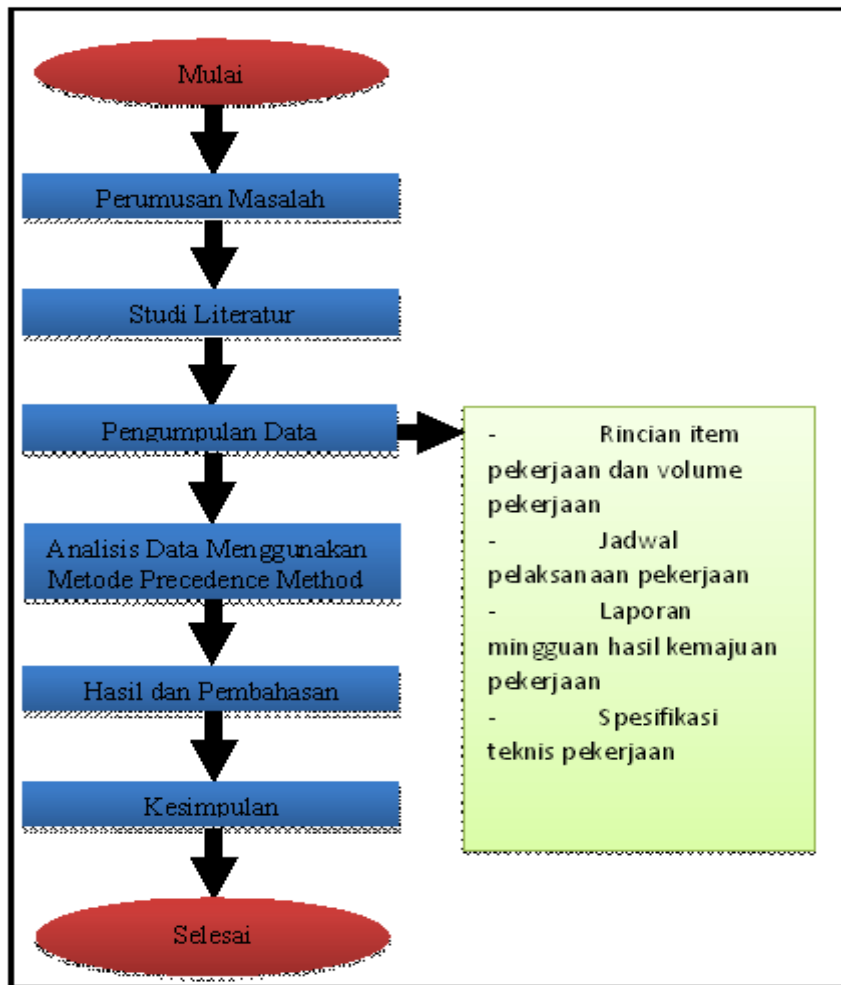 Mulai
Perumusan Masalah
Studi Literatur
Pengumpulan Data
- Rincian item
pekerjaan dan volume
pekerjaan
- Jadwal
pelaksanaan pekerjaan
- Laporan
mingguan hasil kemajuan
pekerjaan
- Spesifikasi
teknis pekerjaan
Analisis Data Menggunakan
Metode Precedence Method
Hasil dan Pembahasan
Kesimpulan
Selesai